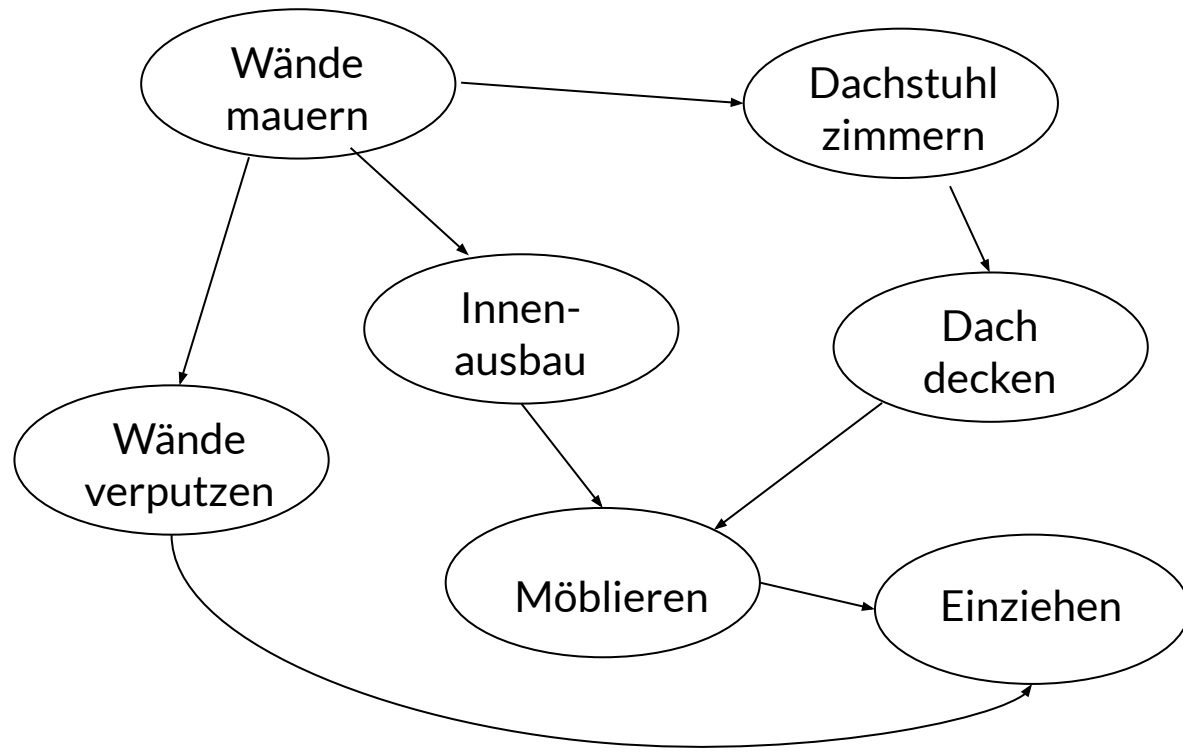 Wände
mauern
Dachstuhl
zimmern
Innen-
ausbau
Dach
decken
Wände
verputzen
Möblieren
Einziehen